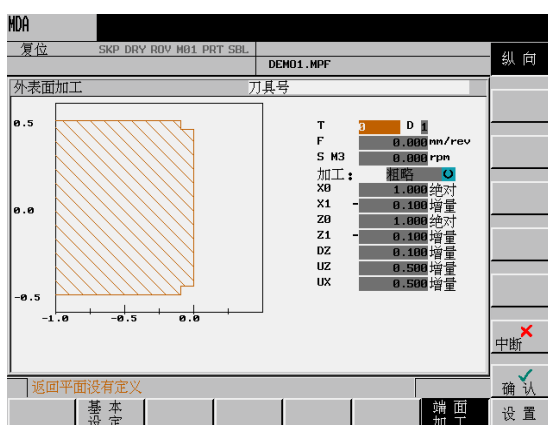 MDA
复位 SKP DRY ROV M01 PRT SBL
纵 向
DEMO1.MPF
外表面加工 刀具号
0.5
0.0
-0.5
-1.0 -0.5 0.0
T 0 D 1
F 0.000 mm/rev
S M3 0.000 rpm
加工: 粗略
X0 1.000 绝对
X1 - 0.100 增量
Z0 1.000 绝对
Z1 - 0.100 增量
DZ 0.100 增量
UZ 0.500 增量
UX 0.500 增量
中断
返回平面没有定义
确 认
基 本
设 定
端 面
加 工
设 置